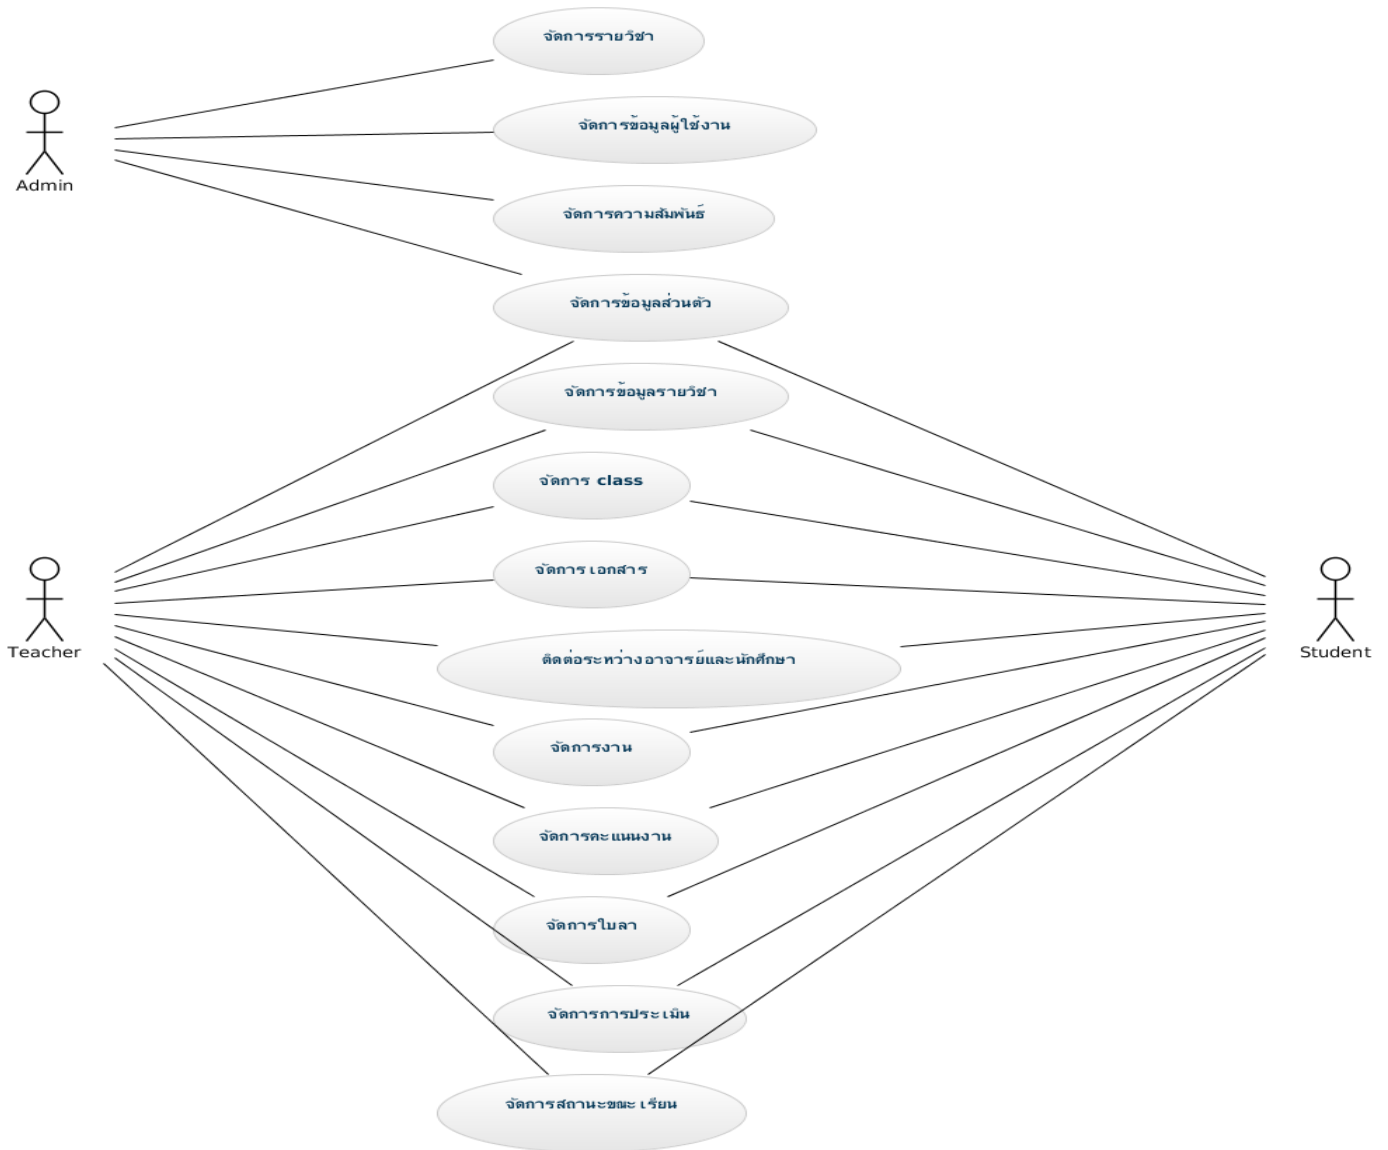 จัดการรายวิชา
จัดการข้อมูลผู้ใช้งาน
Admin
จัดการความสัมพันธ์
จัดการข้อมูลส่วนตัว
จัดการข้อมูลรายวิชา
จัดการ class
จัดการเอกสาร
Teacher
Student
ติดต่อระหว่างอาจารย์และนักศึกษา
จัดการงาน
จัดการคะแนนงาน
จัดการใบลา
จัดการการประเมิน
จัดการสถานะขณะเรียน